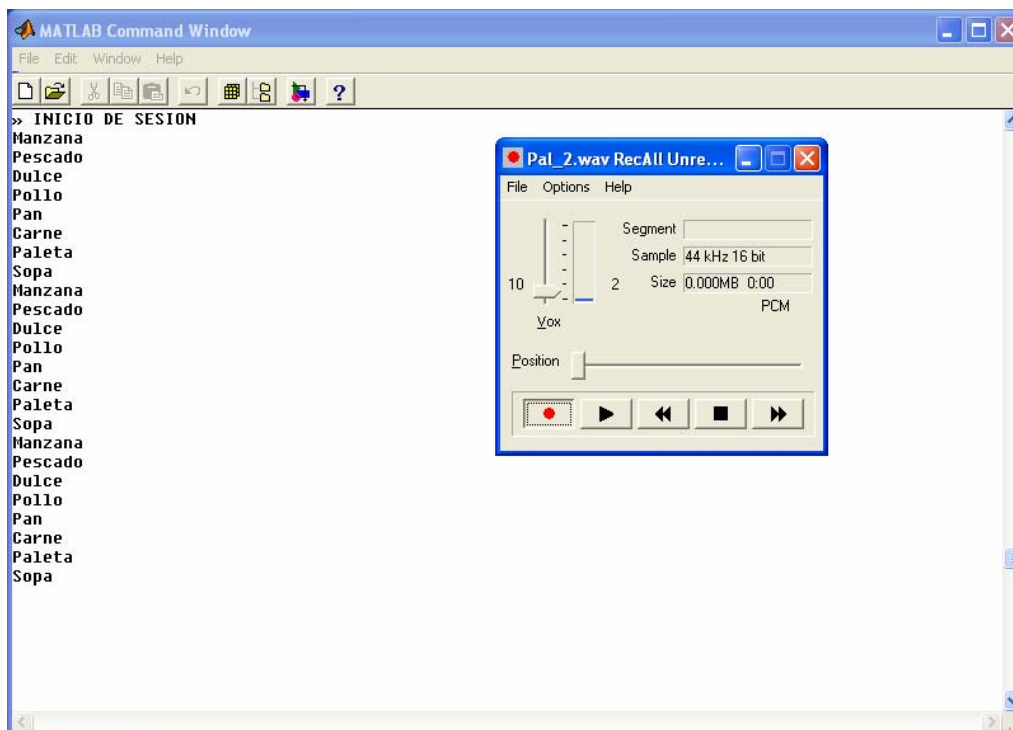 MATLAB Command Window
File Edit Window Help
?
» INICIO DE SESION
Manzana
Pescado
Dulce
Pollo
Pan
Carne
Paleta
Sopa
Manzana
Pescado
Dulce
Pollo
Pan
Carne
Paleta
Sopa
Manzana
Pescado
Dulce
Pollo
Pan
Carne
Paleta
Sopa
Pal_2.wav RecAll Unre...
File Options Help
Segment
Sample 44 kHz 16 bit
10 2 Size 0.000MB 0:00
PCM
Vox
Position